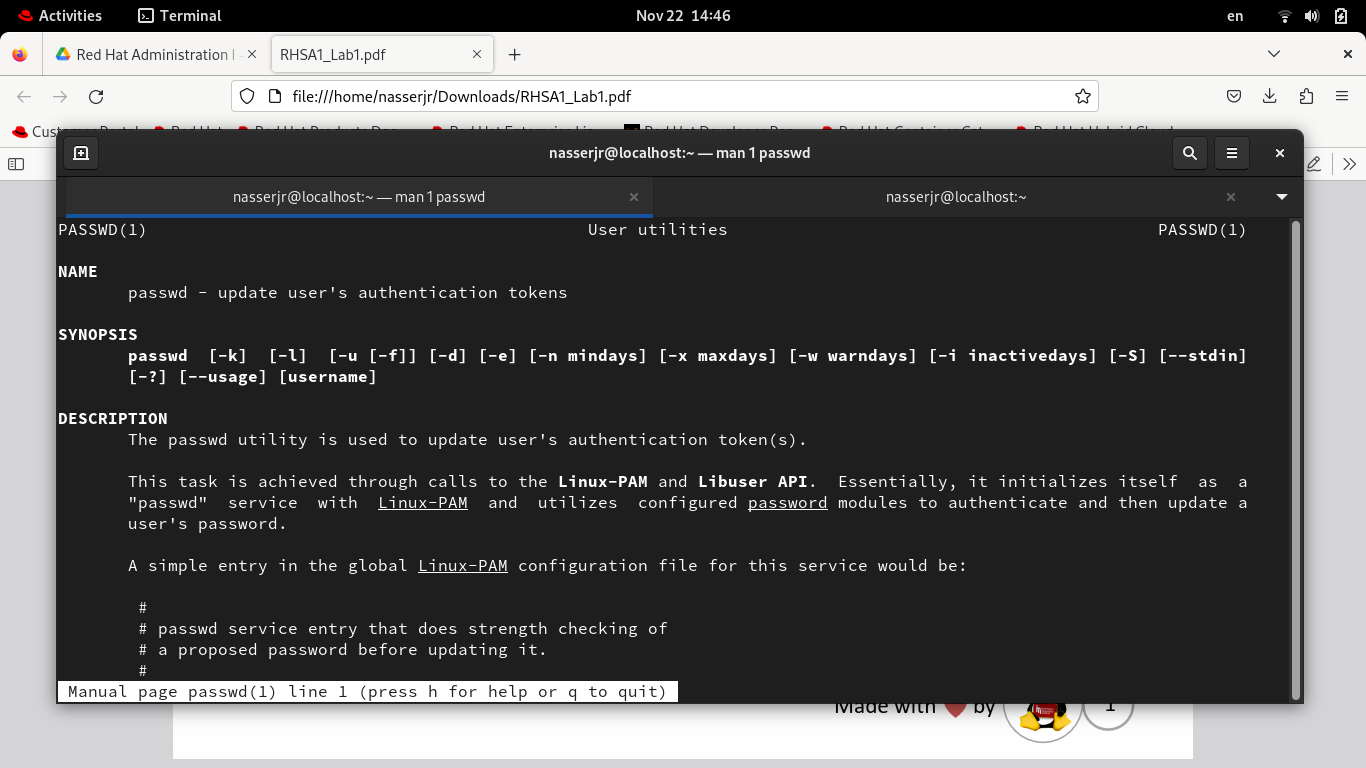 Activities Terminal Nov 22 14:46 en
Red Hat Administration I - RHSA1_Lab1.pdf
file:///home/nasserjr/Downloads/RHSA1_Lab1.pdf
nasserjr@localhost:~ — man 1 passwd
nasserjr@localhost:~ — man 1 passwd nasserjr@localhost:~
PASSWD(1) User utilities PASSWD(1)
NAME
passwd - update user's authentication tokens
SYNOPSIS
passwd [-k] [-l] [-u [-f]] [-d] [-e] [-n mindays] [-x maxdays] [-w warndays] [-i inactivedays] [-S] [--stdin]
[-?] [--usage] [username]
DESCRIPTION
The passwd utility is used to update user's authentication token(s).
This task is achieved through calls to the Linux-PAM and Libuser API. Essentially, it initializes itself as a
"passwd" service with Linux-PAM and utilizes configured password modules to authenticate and then update a
user's password.
A simple entry in the global Linux-PAM configuration file for this service would be:
#
# passwd service entry that does strength checking of
# a proposed password before updating it.
#
Manual page passwd(1) line 1 (press h for help or q to quit)
Made with by 1